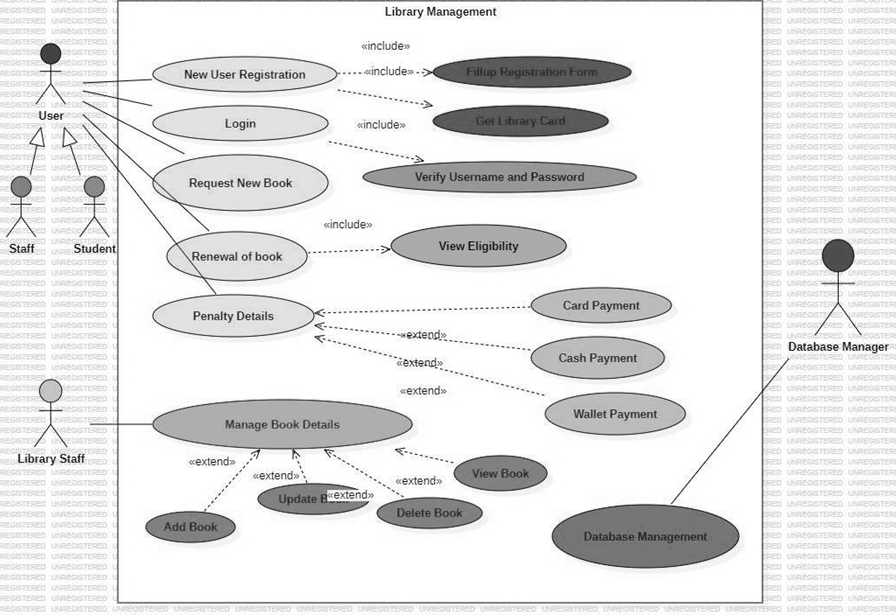 Library Management
«include»
New User Registration
«include»
Fillup Registration Form
User
Login
«include»
Get Library Card
Request New Book
Verify Username and Password
Staff
Student
«include»
Renewal of book
View Eligibility
Penalty Details
Card Payment
«extend»
Cash Payment
Database Manager
«extend»
«extend»
Wallet Payment
Manage Book Details
Library Staff
«extend»
«extend»
«extend»
View Book
Update
«extend»
Add Book
Delete Book
Database Management
UNREGISTERED